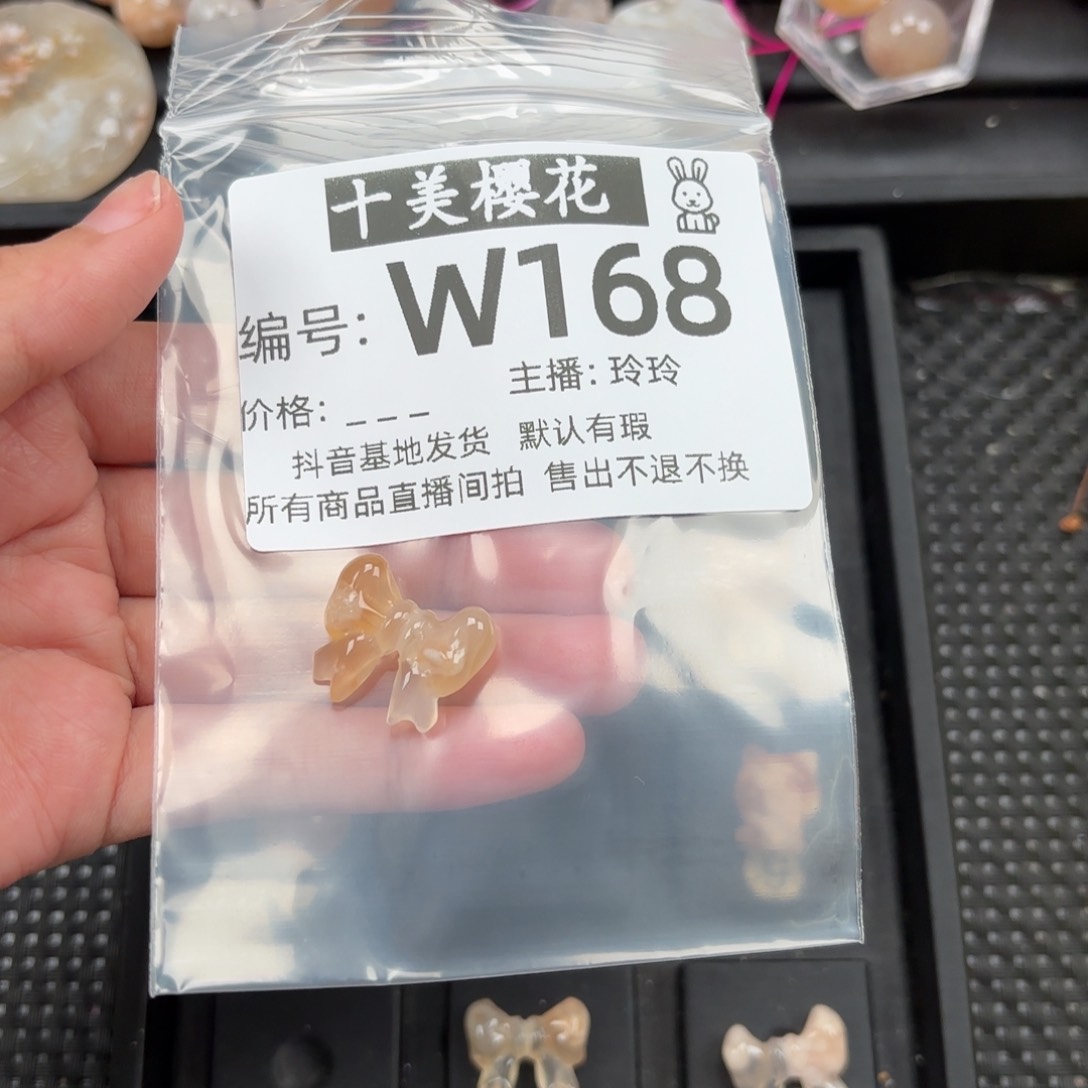 十美樱花
编号: W168
主播: 玲玲
价格: _ _ _
抖音基地发货 默认有瑕
所有商品直播间拍 售出不退不换